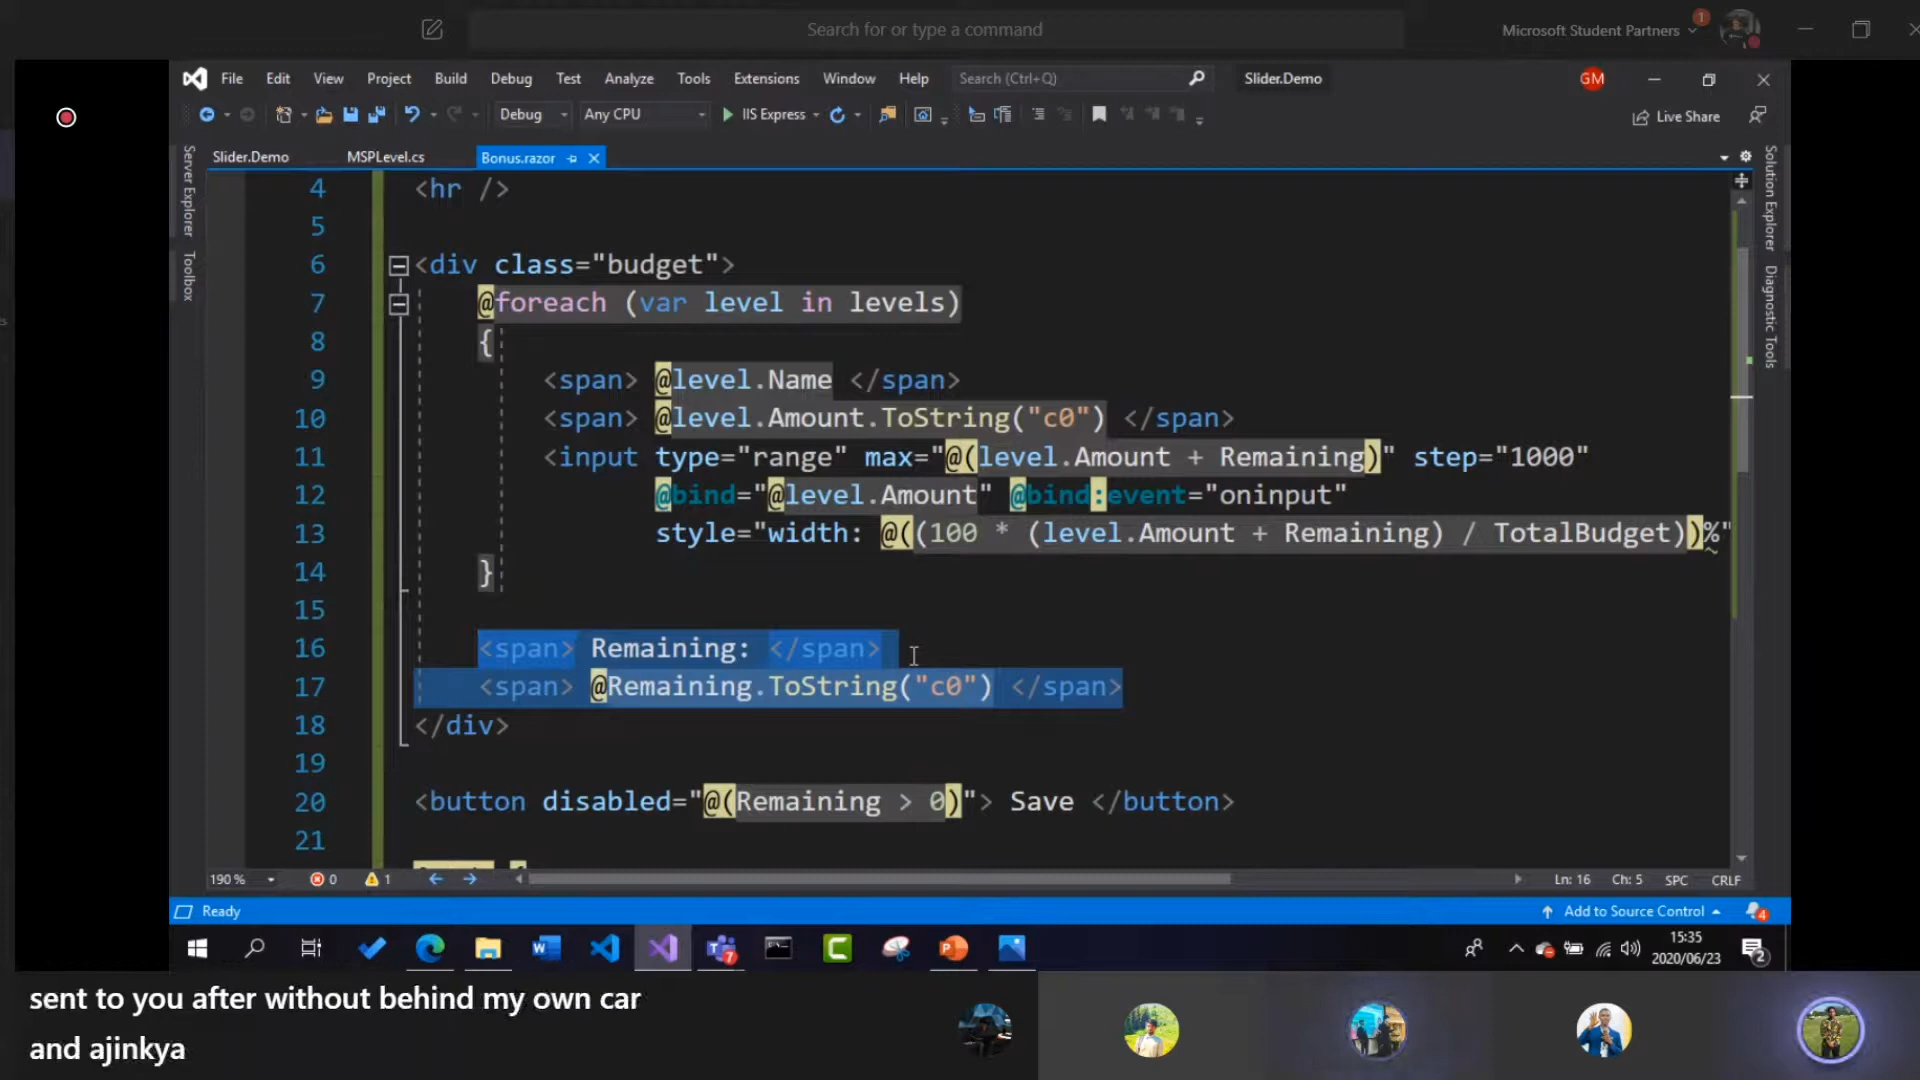 Search for or type a command
Microsoft Student Partners
1
File Edit View Project Build Debug Test Analyze Tools Extensions Window Help Search (Ctrl+Q) Slider.Demo GM
Debug Any CPU IIS Express Live Share
Slider.Demo MSPLevel.cs Bonus.razor
Server Explorer
Toolbox
Solution Explorer
Diagnostic Tools
4 <hr />
5
6 <div class="budget">
7 @foreach (var level in levels)
8 {
9 <span> @level.Name </span>
10 <span> @level.Amount.ToString("c0") </span>
11 <input type="range" max="@(level.Amount + Remaining)" step="1000"
12 @bind="@level.Amount" @bind:event="oninput"
13 style="width: @((100 * (level.Amount + Remaining) / TotalBudget))%"
14 }
15
16 <span> Remaining: </span>
17 <span> @Remaining.ToString("c0") </span>
18 </div>
19
20 <button disabled="@(Remaining > 0)"> Save </button>
21
190 % 0 1 Ln: 16 Ch: 5 SPC CRLF
Ready Add to Source Control 4
7 15:35
2020/06/23 2
sent to you after without behind my own car
and ajinkya